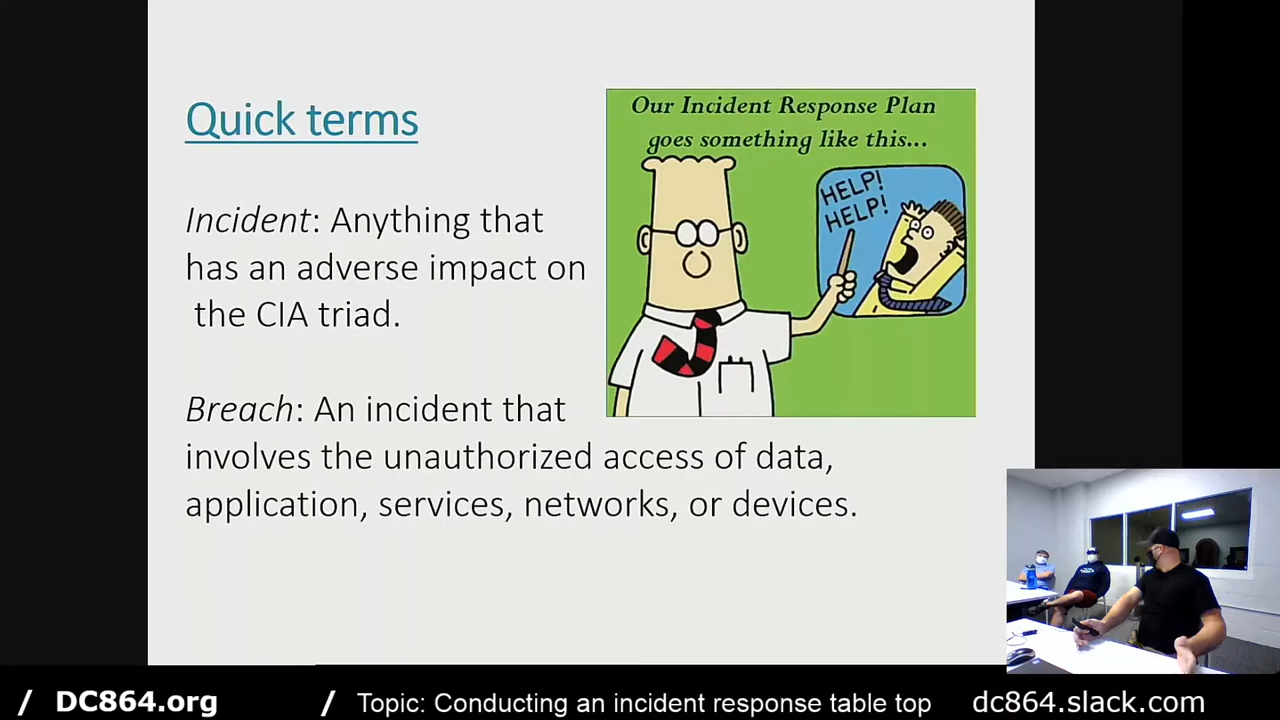 Quick terms
Incident: Anything that
has an adverse impact on
the CIA triad.
Breach: An incident that
involves the unauthorized access of data,
application, services, networks, or devices.
Our Incident Response Plan
goes something like this...
HELP!
HELP!
/ DC864.org / Topic: Conducting an incident response table top dc864.slack.com